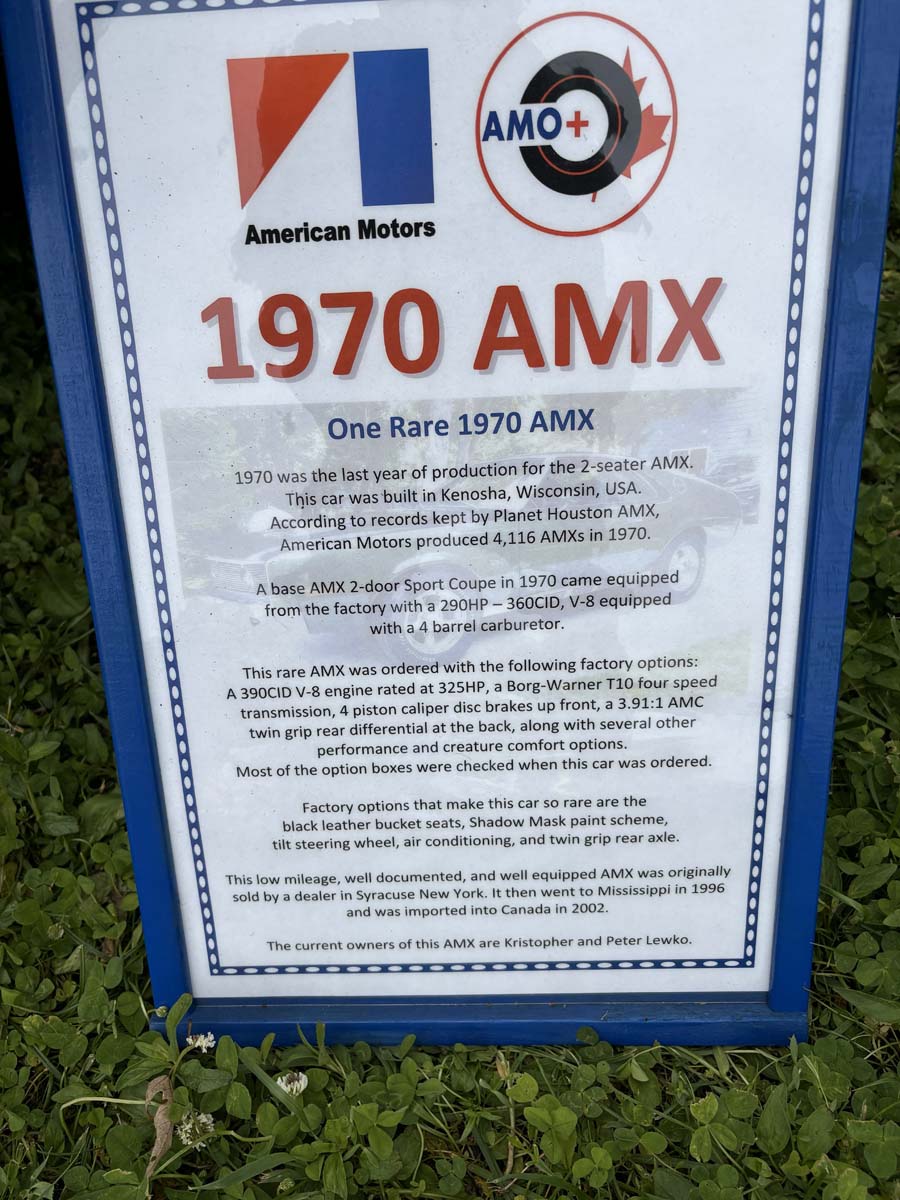 American Motors
AMO+
1970 AMX
One Rare 1970 AMX
1970 was the last year of production for the 2-seater AMX.
This car was built in Kenosha, Wisconsin, USA.
According to records kept by Planet Houston AMX,
American Motors produced 4,116 AMXs in 1970.
A base AMX 2-door Sport Coupe in 1970 came equipped
from the factory with a 290HP – 360CID, V-8 equipped
with a 4 barrel carburetor.
This rare AMX was ordered with the following factory options:
A 390CID V-8 engine rated at 325HP, a Borg-Warner T10 four speed
transmission, 4 piston caliper disc brakes up front, a 3.91:1 AMC
twin grip rear differential at the back, along with several other
performance and creature comfort options.
Most of the option boxes were checked when this car was ordered.
Factory options that make this car so rare are the
black leather bucket seats, Shadow Mask paint scheme,
tilt steering wheel, air conditioning, and twin grip rear axle.
This low mileage, well documented, and well equipped AMX was originally
sold by a dealer in Syracuse New York. It then went to Mississippi in 1996
and was imported into Canada in 2002.
The current owners of this AMX are Kristopher and Peter Lewko.